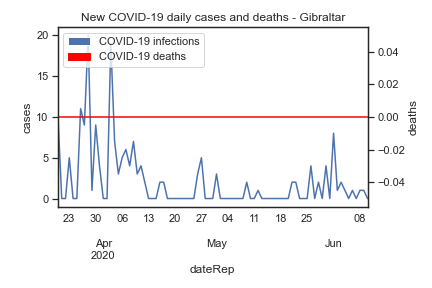 New COVID-19 daily cases and deaths - Gibraltar
COVID-19 infections
COVID-19 deaths
20
15
10
5
0
cases
0.04
0.02
0.00
−0.02
−0.04
deaths
23 30 06 13 20 27 04 11 18 25 08
Apr May Jun
2020
dateRep